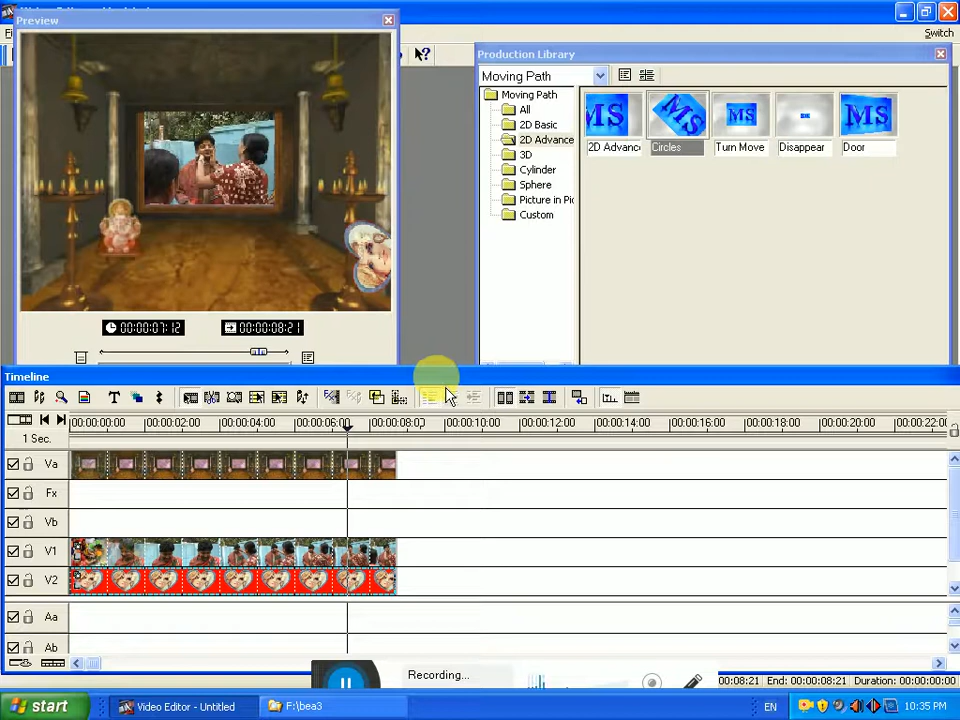 Preview
Switch
Production Library
Moving Path
Moving Path
All
2D Basic
2D Advance
3D
Cylinder
Sphere
Picture in Pic
Custom
MS MS MS MS
2D Advanc Circles Turn Move Disappear Door
00:00:07:12 00:00:08:21
Timeline
00:00:00:00 00:00:02:00 00:00:04:00 00:00:06:00 00:00:08:00 00:00:10:00 00:00:12:00 00:00:14:00 00:00:16:00 00:00:18:00 00:00:20:00 00:00:22:00
1 Sec.
Va
Fx
Vb
V1
V2
Aa
Ab
Recording...
00:08:21 End: 00:00:08:21 Duration: 00:00:00:00
start Video Editor - Untitled F:\bea3 EN 10:35 PM